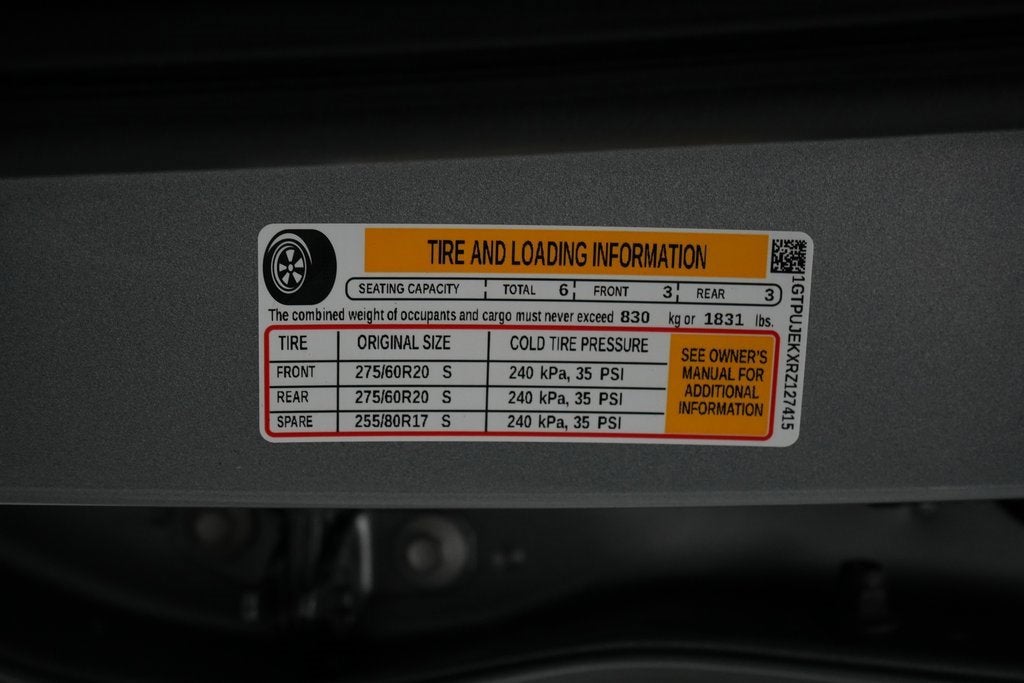 TIRE AND LOADING INFORMATION
SEATING CAPACITY TOTAL 6 FRONT 3 REAR 3
The combined weight of occupants and cargo must never exceed 830 kg or 1831 lbs.
TIRE ORIGINAL SIZE COLD TIRE PRESSURE
FRONT 275/60R20 S 240 kPa, 35 PSI
REAR 275/60R20 S 240 kPa, 35 PSI
SPARE 255/80R17 S 240 kPa, 35 PSI
SEE OWNER'S
MANUAL FOR
ADDITIONAL
INFORMATION
1GTPUJEKXRZ127415